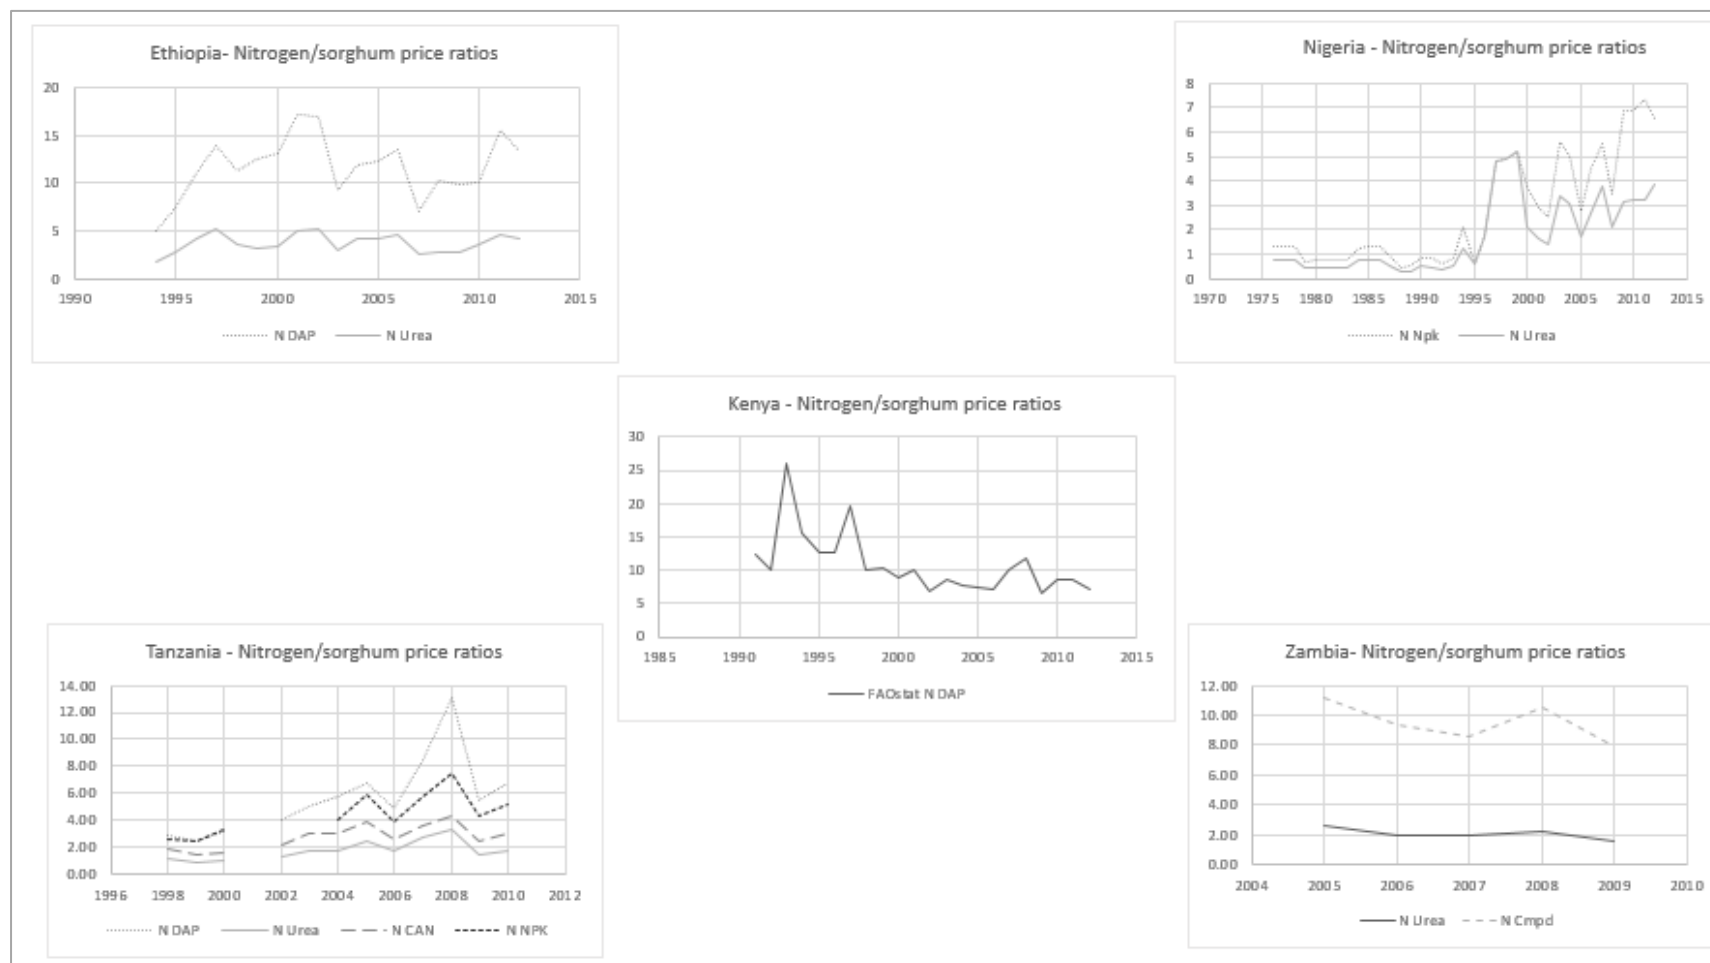 Ethiopia- Nitrogen/sorghum price ratios
20
15
10
5
0
1990 1995 2000 2005 2010 2015
N DAP N Urea
Nigeria - Nitrogen/sorghum price ratios
8
7
6
5
4
3
2
1
0
1970 1975 1980 1985 1990 1995 2000 2005 2010 2015
N Npk N Urea
Kenya - Nitrogen/sorghum price ratios
30
25
20
15
10
5
0
1985 1990 1995 2000 2005 2010 2015
FAOstat N DAP
Tanzania - Nitrogen/sorghum price ratios
14.00
12.00
10.00
8.00
6.00
4.00
2.00
0.00
1996 1998 2000 2002 2004 2006 2008 2010 2012
N DAP N Urea N CAN N NPK
Zambia- Nitrogen/sorghum price ratios
12.00
10.00
8.00
6.00
4.00
2.00
0.00
2004 2005 2006 2007 2008 2009 2010
N Urea N Cmpd